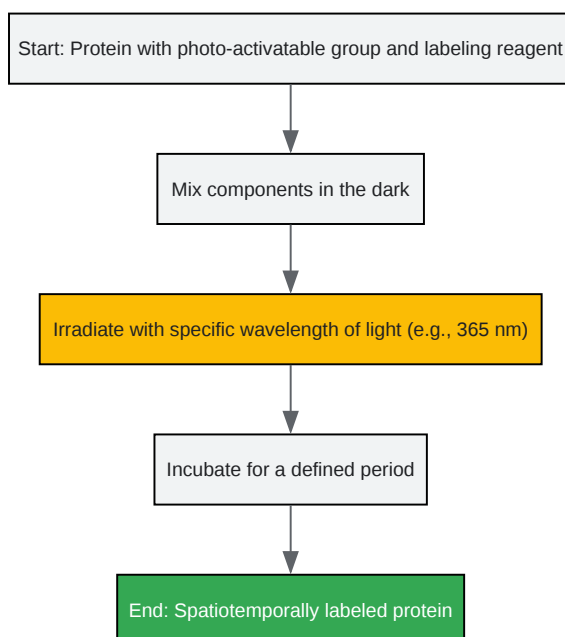 Start: Protein with photo-activatable group and labeling reagent
Mix components in the dark
Irradiate with specific wavelength of light (e.g., 365 nm)
Incubate for a defined period
End: Spatiotemporally labeled protein